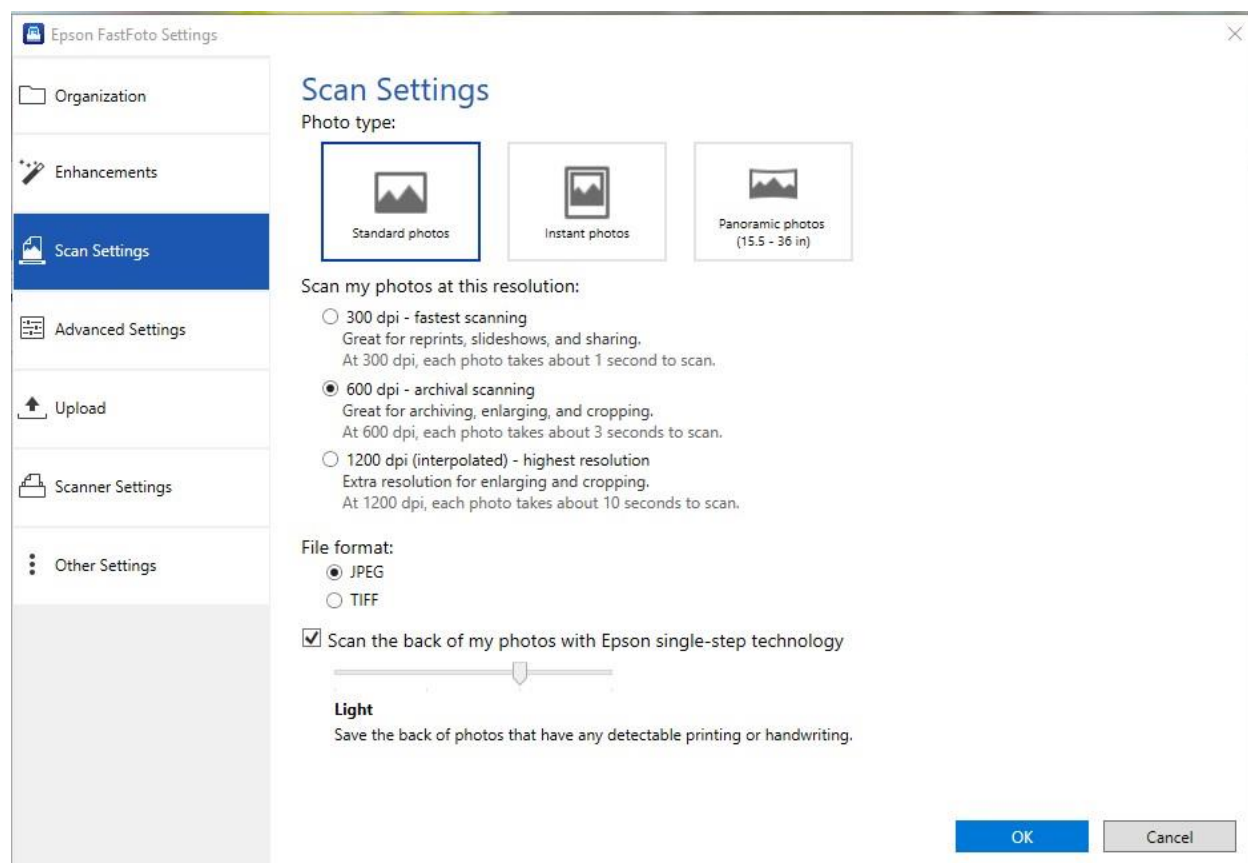 Epson FastFoto Settings
Organization
Enhancements
Scan Settings
Advanced Settings
Upload
Scanner Settings
Other Settings
Scan Settings
Photo type:
Standard photos
Instant photos
Panoramic photos
(15.5 - 36 in)
Scan my photos at this resolution:
300 dpi - fastest scanning
Great for reprints, slideshows, and sharing.
At 300 dpi, each photo takes about 1 second to scan.
600 dpi - archival scanning
Great for archiving, enlarging, and cropping.
At 600 dpi, each photo takes about 3 seconds to scan.
1200 dpi (interpolated) - highest resolution
Extra resolution for enlarging and cropping.
At 1200 dpi, each photo takes about 10 seconds to scan.
File format:
JPEG
TIFF
Scan the back of my photos with Epson single-step technology
Light
Save the back of photos that have any detectable printing or handwriting.
OK
Cancel